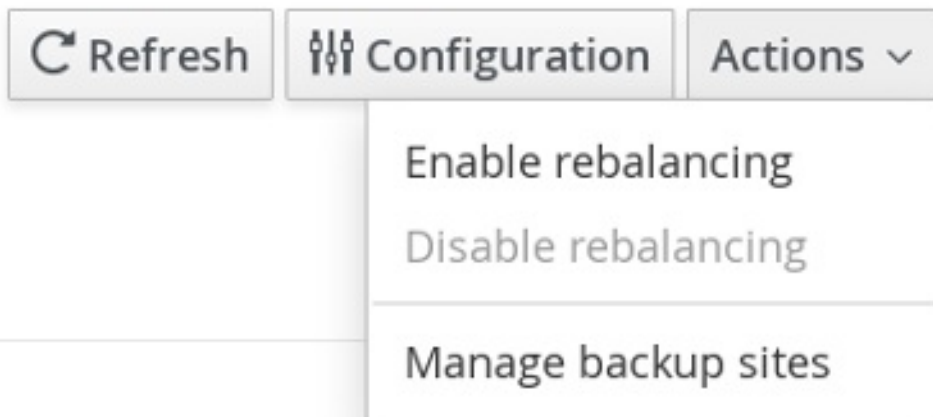 Refresh Configuration Actions
Enable rebalancing
Disable rebalancing
Manage backup sites